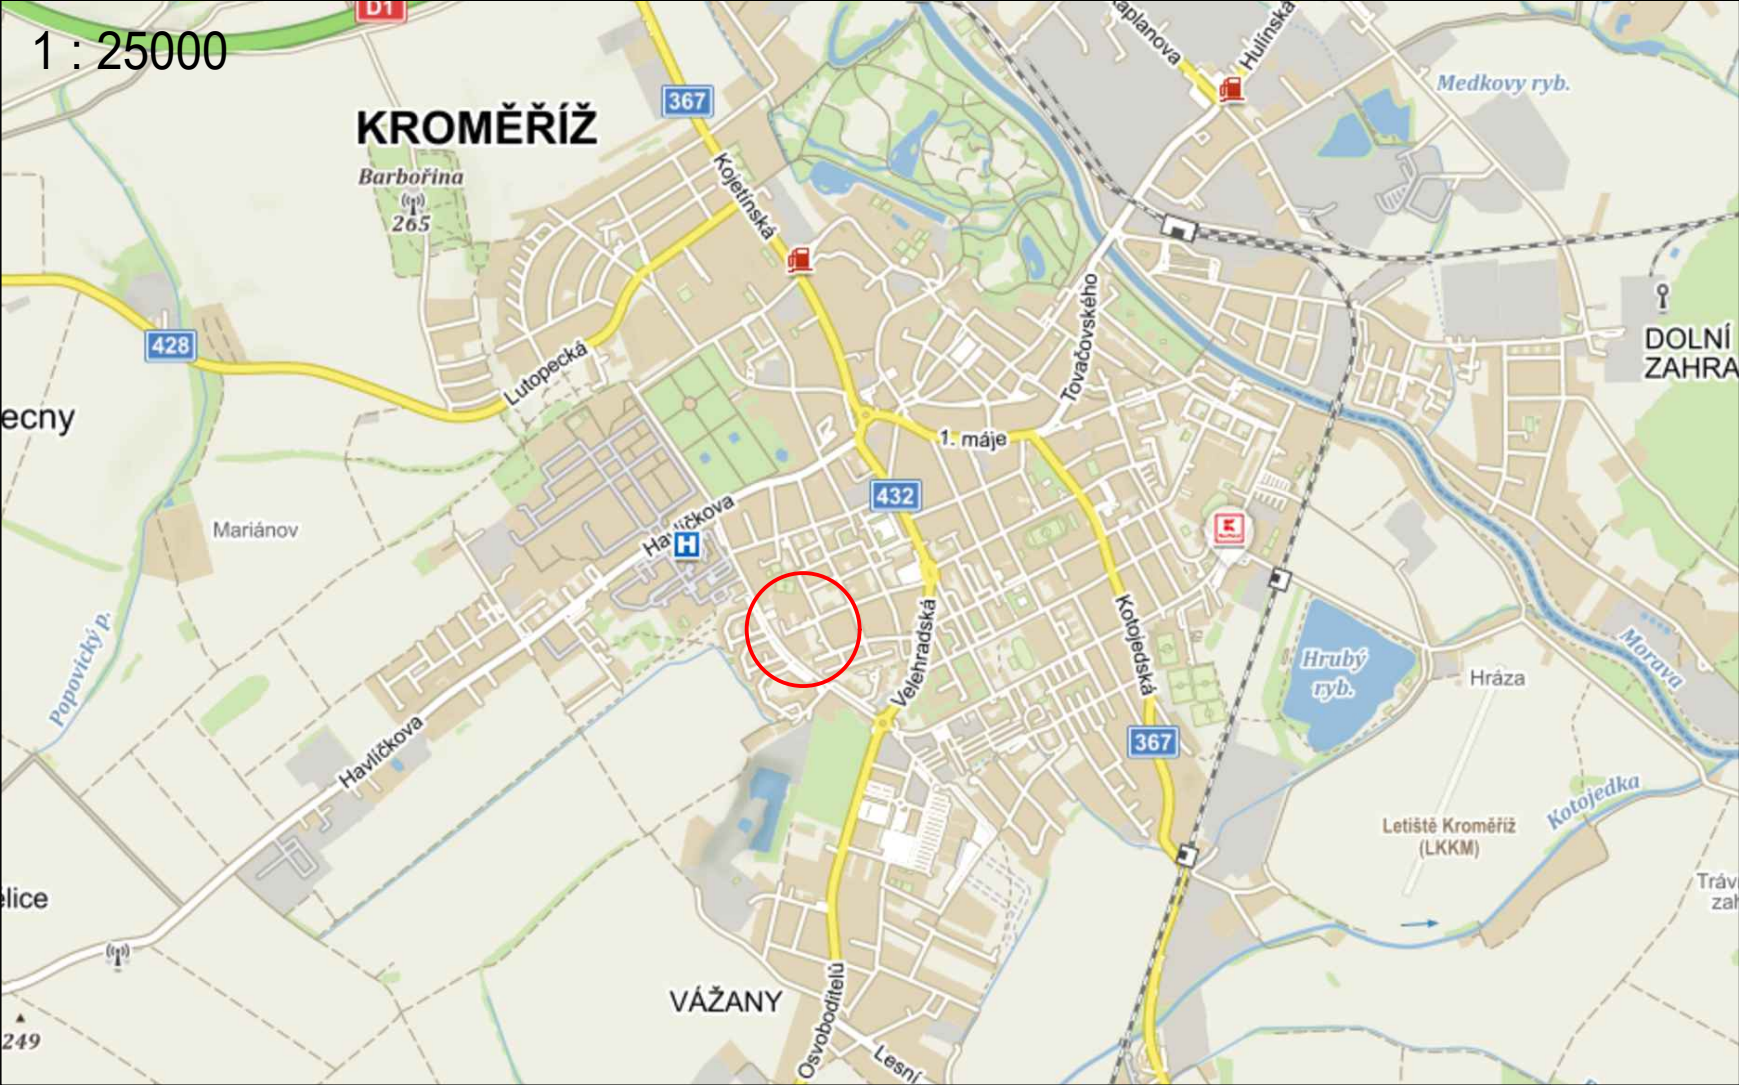 D1
1 : 25000
Kaplanova
Hulínská
Medkovy ryb.
367
KROMĚŘÍŽ
Barbořina
265
Kojetínská
428
Lutopecká
Tovačovského
DOLNÍ
ZAHRA
ecny
1. máje
432
Mariánov
Havlíčkova
H
K
Popovický p.
Velehradská
Kotojedská
Hrubý
ryb.
Morava
Hráza
Havlíčkova
367
Kotojedka
Letiště Kroměříž
(LKKM)
Tráv
zah
VÁŽANY
Osvoboditelů
Lesní
249